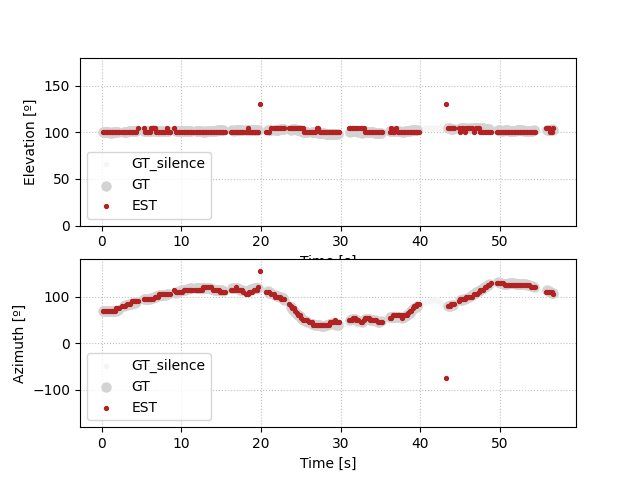 Elevation [º]
150
100
50
0
GT_silence
GT
EST
0 10 20 30 40 50
Time [s]
Azimuth [º]
100
0
−100
GT_silence
GT
EST
0 10 20 30 40 50
Time [s]